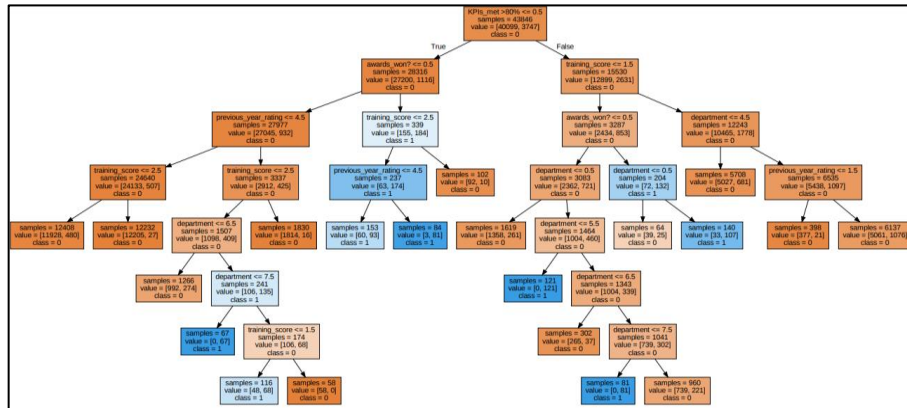 KPIs_met >80% <= 0.5
samples = 43846
value = [40099, 3747]
class = 0
True
False
awards_won? <= 0.5
samples = 28316
value = [27200, 1116]
class = 0
training_score <= 1.5
samples = 15530
value = [12899, 2631]
class = 0
previous_year_rating <= 4.5
samples = 27977
value = [27045, 932]
class = 0
training_score <= 2.5
samples = 339
value = [155, 184]
class = 1
awards_won? <= 0.5
samples = 3287
value = [2434, 853]
class = 0
department <= 4.5
samples = 12243
value = [10465, 1778]
class = 0
training_score <= 2.5
samples = 24640
value = [24133, 507]
class = 0
training_score <= 2.5
samples = 3337
value = [2912, 425]
class = 0
previous_year_rating <= 4.5
samples = 237
value = [63, 174]
class = 1
samples = 102
value = [92, 10]
class = 0
department <= 0.5
samples = 3083
value = [2362, 721]
class = 0
department <= 0.5
samples = 204
value = [72, 132]
class = 1
samples = 5708
value = [5027, 681]
class = 0
previous_year_rating <= 1.5
samples = 6535
value = [5438, 1097]
class = 0
samples = 12408
value = [11928, 480]
class = 0
samples = 12232
value = [12205, 27]
class = 0
department <= 6.5
samples = 1507
value = [1098, 409]
class = 0
samples = 1830
value = [1814, 16]
class = 0
samples = 153
value = [60, 93]
class = 1
samples = 84
value = [3, 81]
class = 1
samples = 1619
value = [1358, 261]
class = 0
department <= 5.5
samples = 1464
value = [1004, 460]
class = 0
samples = 64
value = [39, 25]
class = 0
samples = 140
value = [33, 107]
class = 1
samples = 398
value = [377, 21]
class = 0
samples = 6137
value = [5061, 1076]
class = 0
samples = 1266
value = [992, 274]
class = 0
department <= 7.5
samples = 241
value = [106, 135]
class = 1
samples = 121
value = [0, 121]
class = 1
department <= 6.5
samples = 1343
value = [1004, 339]
class = 0
samples = 67
value = [0, 67]
class = 1
training_score <= 1.5
samples = 174
value = [106, 68]
class = 0
samples = 302
value = [265, 37]
class = 0
department <= 7.5
samples = 1041
value = [739, 302]
class = 0
samples = 116
value = [48, 68]
class = 1
samples = 58
value = [58, 0]
class = 0
samples = 81
value = [0, 81]
class = 1
samples = 960
value = [739, 221]
class = 0